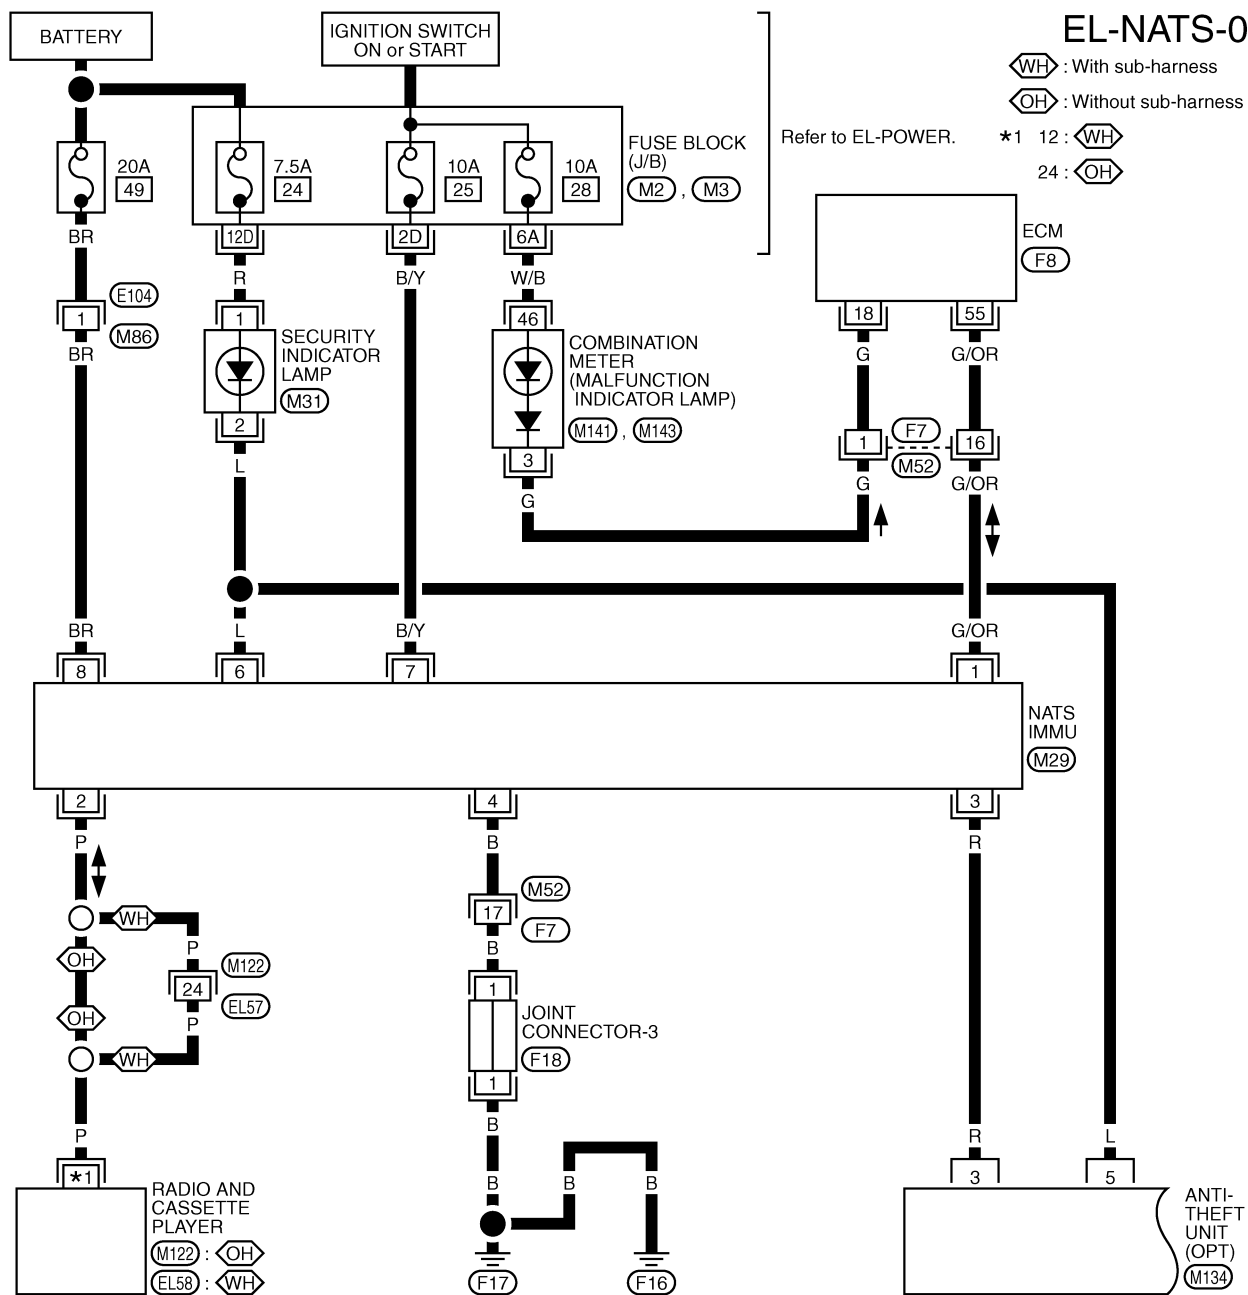 BATTERY
IGNITION SWITCH
ON or START
EL-NATS-0
WH : With sub-harness
OH : Without sub-harness
Refer to EL-POWER.
*1 12 : WH
24 : OH
20A
49
7.5A
24
10A
25
10A
28
FUSE BLOCK
(J/B)
M2 , M3
BR
12D
2D
6A
R
B/Y
W/B
ECM
F8
18
55
G
G/OR
E104
1
M86
BR
1
SECURITY
INDICATOR
LAMP
M31
2
L
46
COMBINATION
METER
(MALFUNCTION
INDICATOR LAMP)
M141 , M143
3
G
1
F7
M52
16
G
G/OR
BR
L
B/Y
G/OR
8
6
7
1
NATS
IMMU
M29
2
4
3
P
B
R
WH
OH
P
M122
24
EL57
OH
P
WH
P
M52
17
F7
B
1
JOINT
CONNECTOR-3
F18
1
B
B
B
B
F17
F16
*1
RADIO AND
CASSETTE
PLAYER
M122 : OH
EL58 : WH
R
L
3
5
ANTI-
THEFT
UNIT
(OPT)
M134